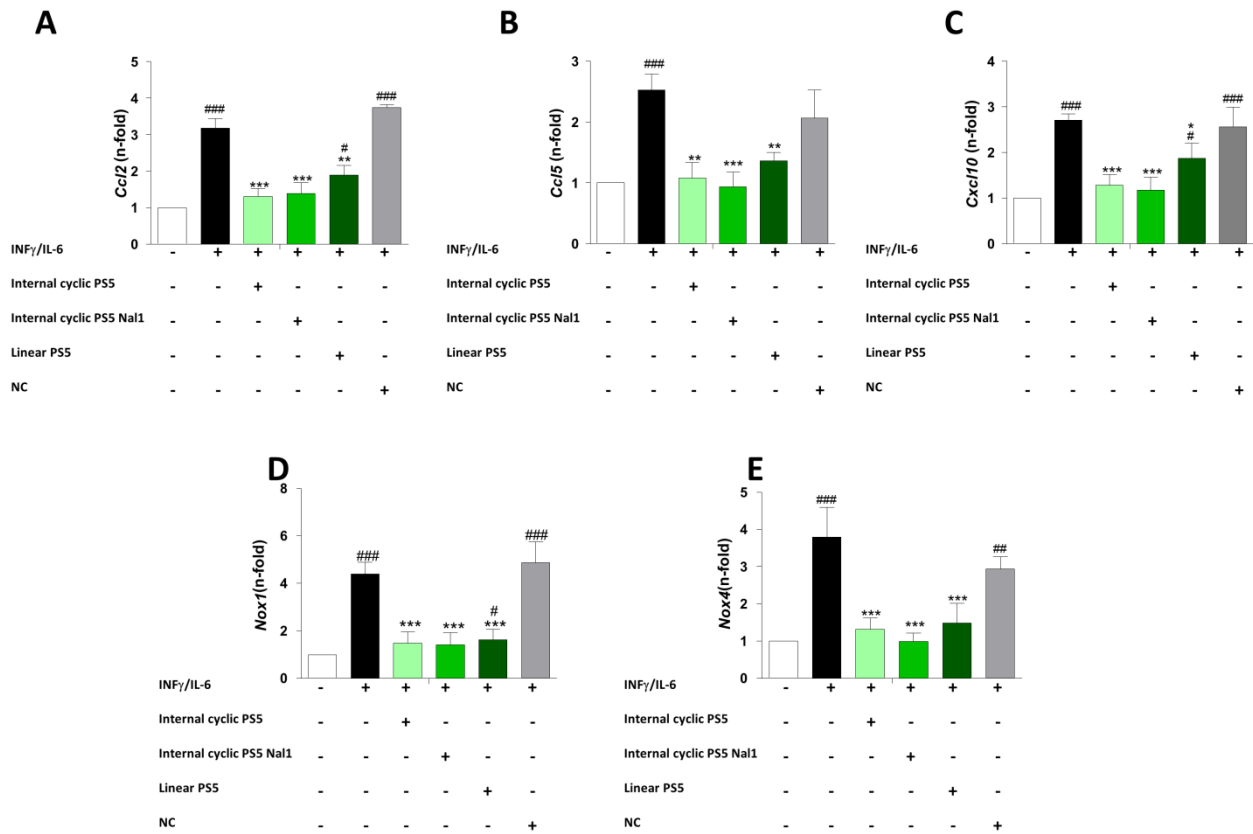 A
Ccl2 (n-fold)
5
4
3
2
1
0
###
***
***
#
**
###
INFγ/IL-6 - + + + + +
Internal cyclic PS5 - - + - - -
Internal cyclic PS5 Nal1 - - - + - -
Linear PS5 - - - - + -
NC - - - - - +
B
Ccl5 (n-fold)
3
2
1
0
###
**
***
**
INFγ/IL-6 - + + + + +
Internal cyclic PS5 - - + - - -
Internal cyclic PS5 Nal1 - - - + - -
Linear PS5 - - - - + -
NC - - - - - +
C
Cxcl10 (n-fold)
4
3
2
1
0
###
***
***
*
#
###
INFγ/IL-6 - + + + + +
Internal cyclic PS5 - - + - - -
Internal cyclic PS5 Nal1 - - - + - -
Linear PS5 - - - - + -
NC - - - - - +
D
Nox1(n-fold)
8
6
4
2
0
###
***
***
#
***
###
INFγ/IL-6 - + + + + +
Internal cyclic PS5 - - + - - -
Internal cyclic PS5 Nal1 - - - + - -
Linear PS5 - - - - + -
NC - - - - - +
E
Nox4(n-fold)
5
4
3
2
1
0
###
***
***
***
##
INFγ/IL-6 - + + + + +
Internal cyclic PS5 - - + - - -
Internal cyclic PS5 Nal1 - - - + - -
Linear PS5 - - - - + -
NC - - - - - +